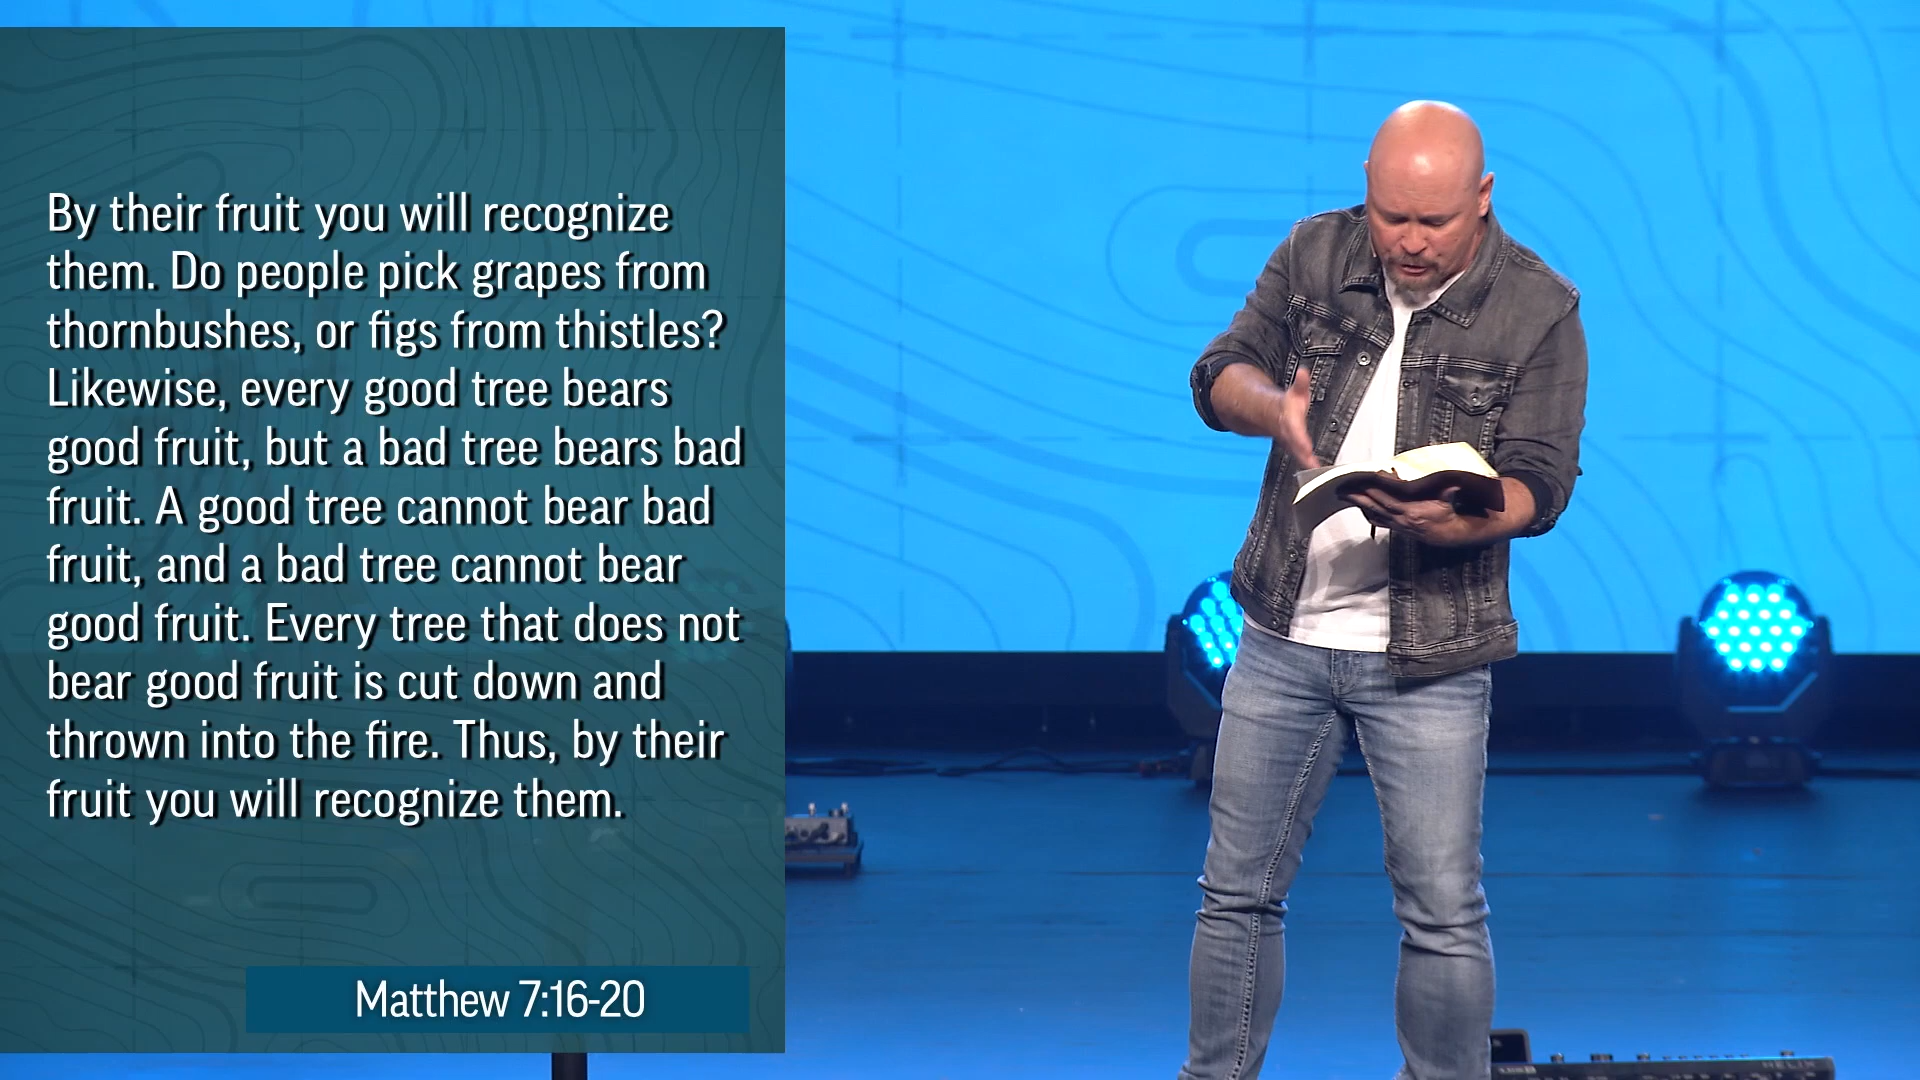 By their fruit you will recognize
them. Do people pick grapes from
thornbushes, or figs from thistles?
Likewise, every good tree bears
good fruit, but a bad tree bears bad
fruit. A good tree cannot bear bad
fruit, and a bad tree cannot bear
good fruit. Every tree that does not
bear good fruit is cut down and
thrown into the fire. Thus, by their
fruit you will recognize them.
Matthew 7:16-20
HELIX